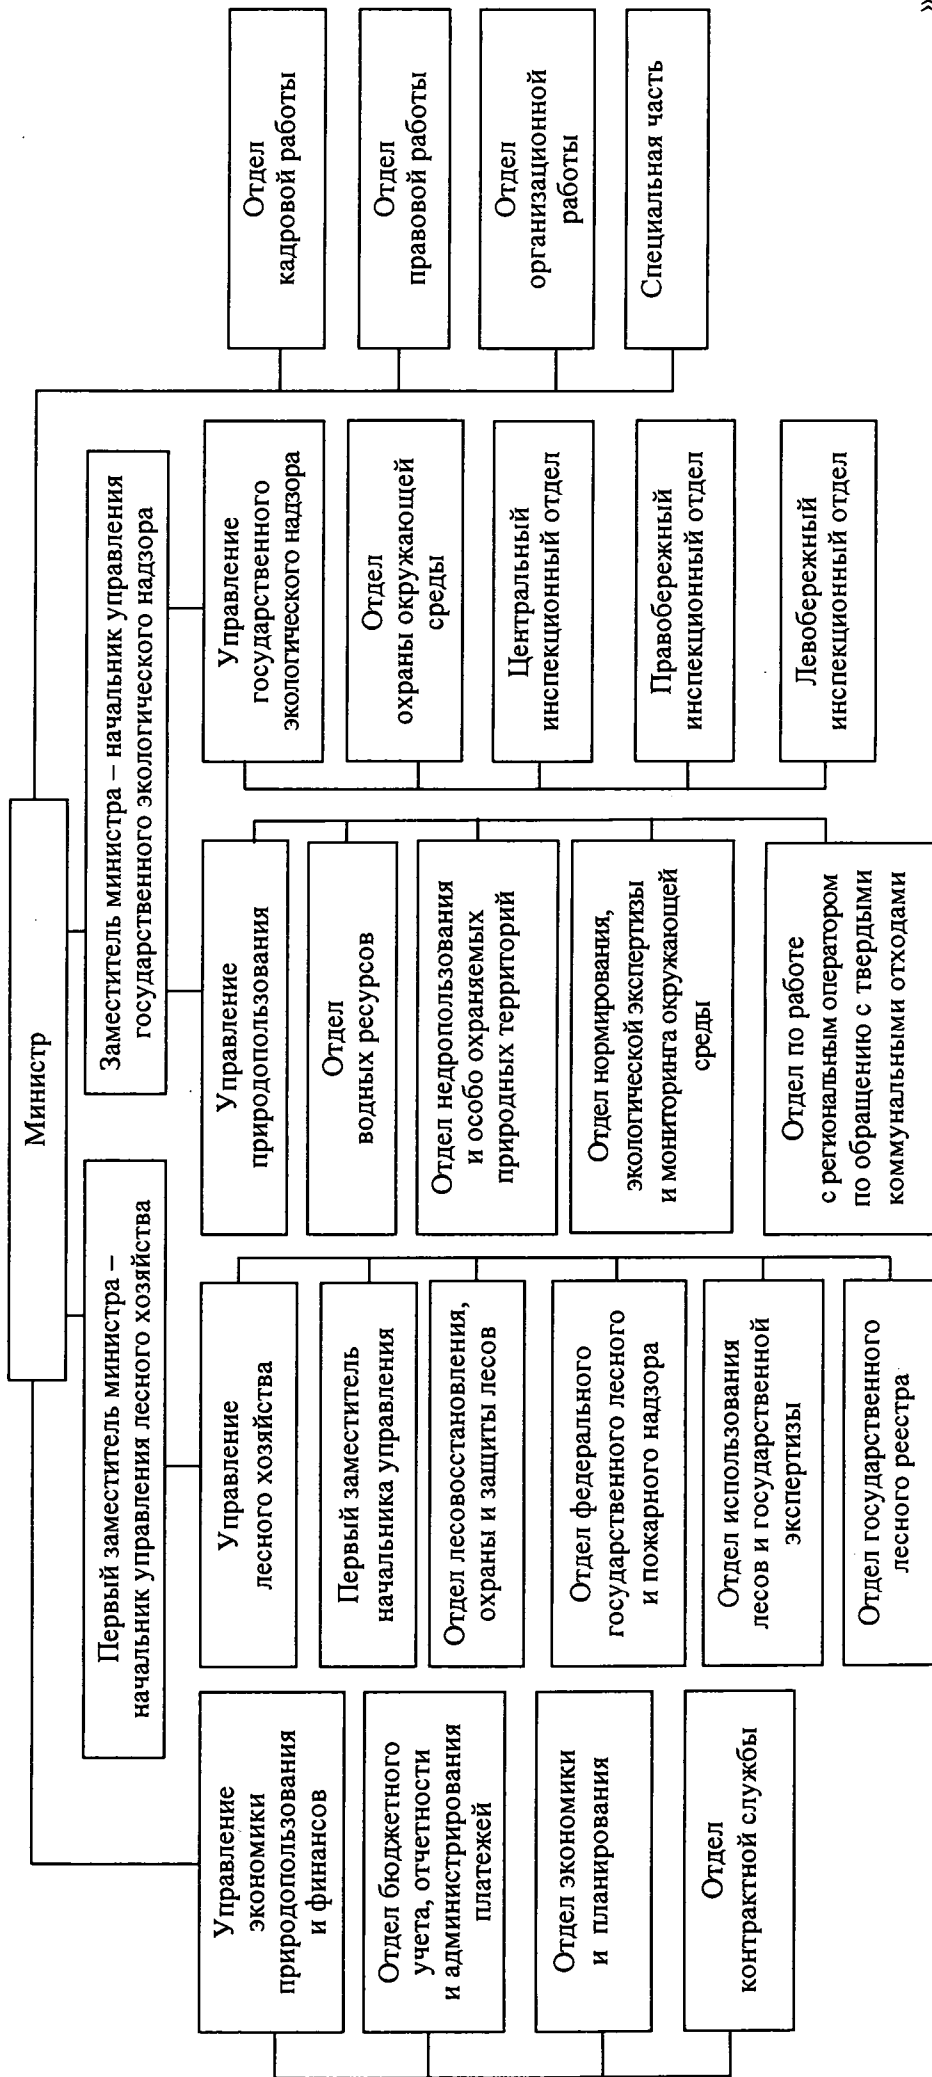 Министр
Первый заместитель министра –
начальник управления лесного хозяйства
Заместитель министра – начальник управления
государственного экологического надзора
Управление
экономики
природопользования
и финансов
Отдел бюджетного
учета, отчетности
и администрирования
платежей
Отдел экономики
и планирования
Отдел
контрактной службы
Управление
лесного хозяйства
Первый заместитель
начальника управления
Отдел лесовосстановления,
охраны и защиты лесов
Отдел федерального
государственного лесного
и пожарного надзора
Отдел использования
лесов и государственной
экспертизы
Отдел государственного
лесного реестра
Управление
природопользования
Отдел
водных ресурсов
Отдел недропользования
и особо охраняемых
природных территорий
Отдел нормирования,
экологической экспертизы
и мониторинга окружающей
среды
Отдел по работе
с региональным оператором
по обращению с твердыми
коммунальными отходами
Управление
государственного
экологического надзора
Отдел
охраны окружающей
среды
Центральный
инспекционный отдел
Правобережный
инспекционный отдел
Левобережный
инспекционный отдел
Отдел
кадровой работы
Отдел
правовой работы
Отдел
организационной
работы
Специальная часть
»